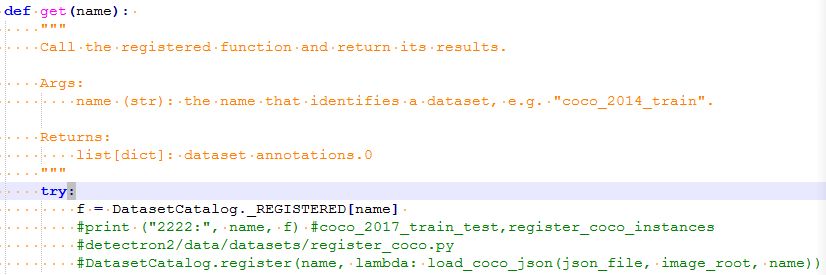 def get(name):
"""
Call the registered function and return its results.
Args:
name (str): the name that identifies a dataset, e.g. "coco_2014_train".
Returns:
list[dict]: dataset annotations.0
"""
try:
f = DatasetCatalog._REGISTERED[name]
#print ("2222:", name, f) #coco_2017_train_test,register_coco_instances
#detectron2/data/datasets/register_coco.py
#DatasetCatalog.register(name, lambda: load_coco_json(json_file, image_root, name))